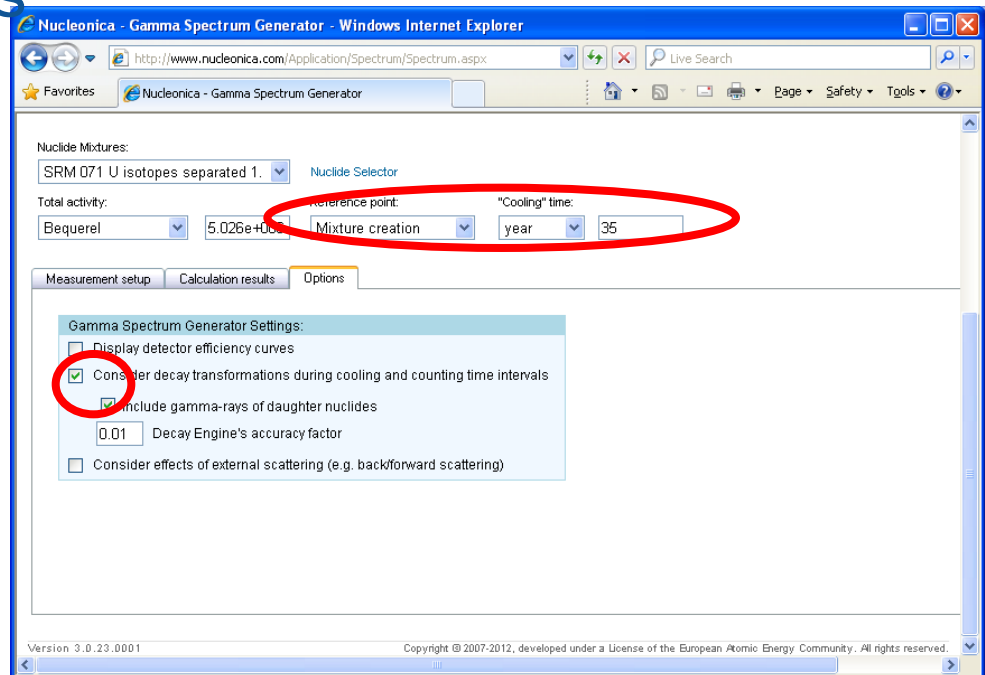 Nucleonica - Gamma Spectrum Generator - Windows Internet Explorer
http://www.nucleonica.com/Application/Spectrum/Spectrum.aspx
Live Search
Favorites
Nucleonica - Gamma Spectrum Generator
Page
Safety
Tools
Nuclide Mixtures:
SRM 071 U isotopes separated 1.
Nuclide Selector
Total activity:
Reference point:
"Cooling" time:
Bequerel
5.026e+003
Mixture creation
year
35
Measurement setup
Calculation results
Options
Gamma Spectrum Generator Settings:
Display detector efficiency curves
Consider decay transformations during cooling and counting time intervals
Include gamma-rays of daughter nuclides
0.01 Decay Engine's accuracy factor
Consider effects of external scattering (e.g. back/forward scattering)
Version 3.0.23.0001
Copyright © 2007-2012, developed under a License of the European Atomic Energy Community. All rights reserved.